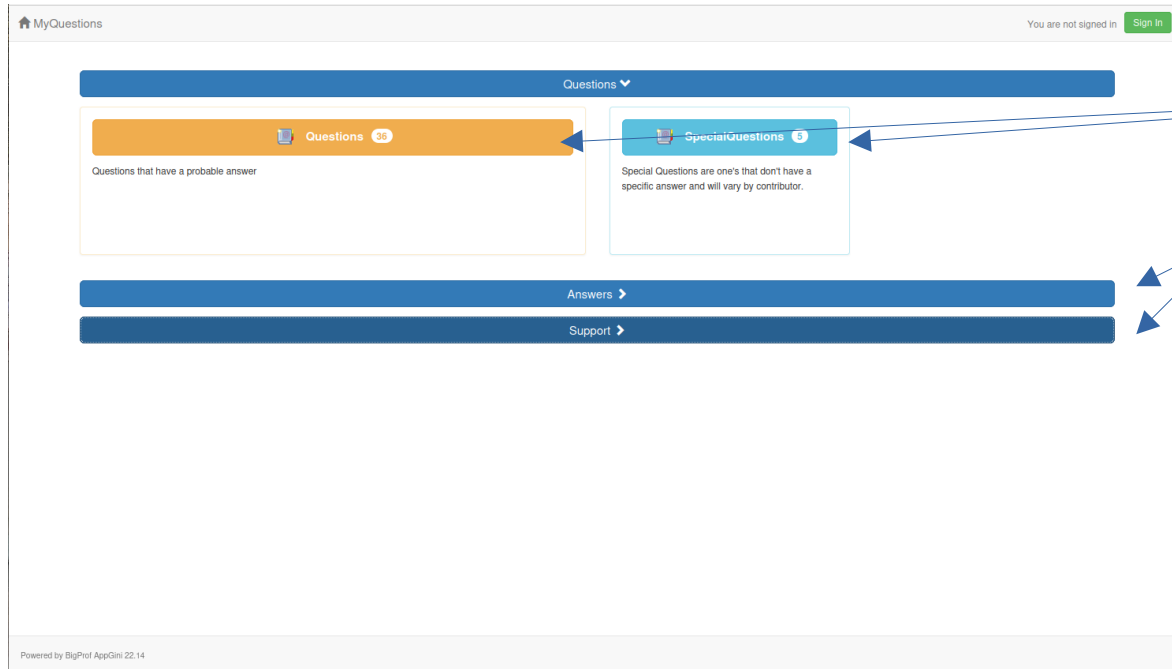 MyQuestions
You are not signed in
Sign In
Questions
Questions 36
SpecialQuestions 5
Questions that have a probable answer
Special Questions are one's that don't have a
specific answer and will vary by contributor.
Answers
Support
Powered by BigProf AppGini 22.14